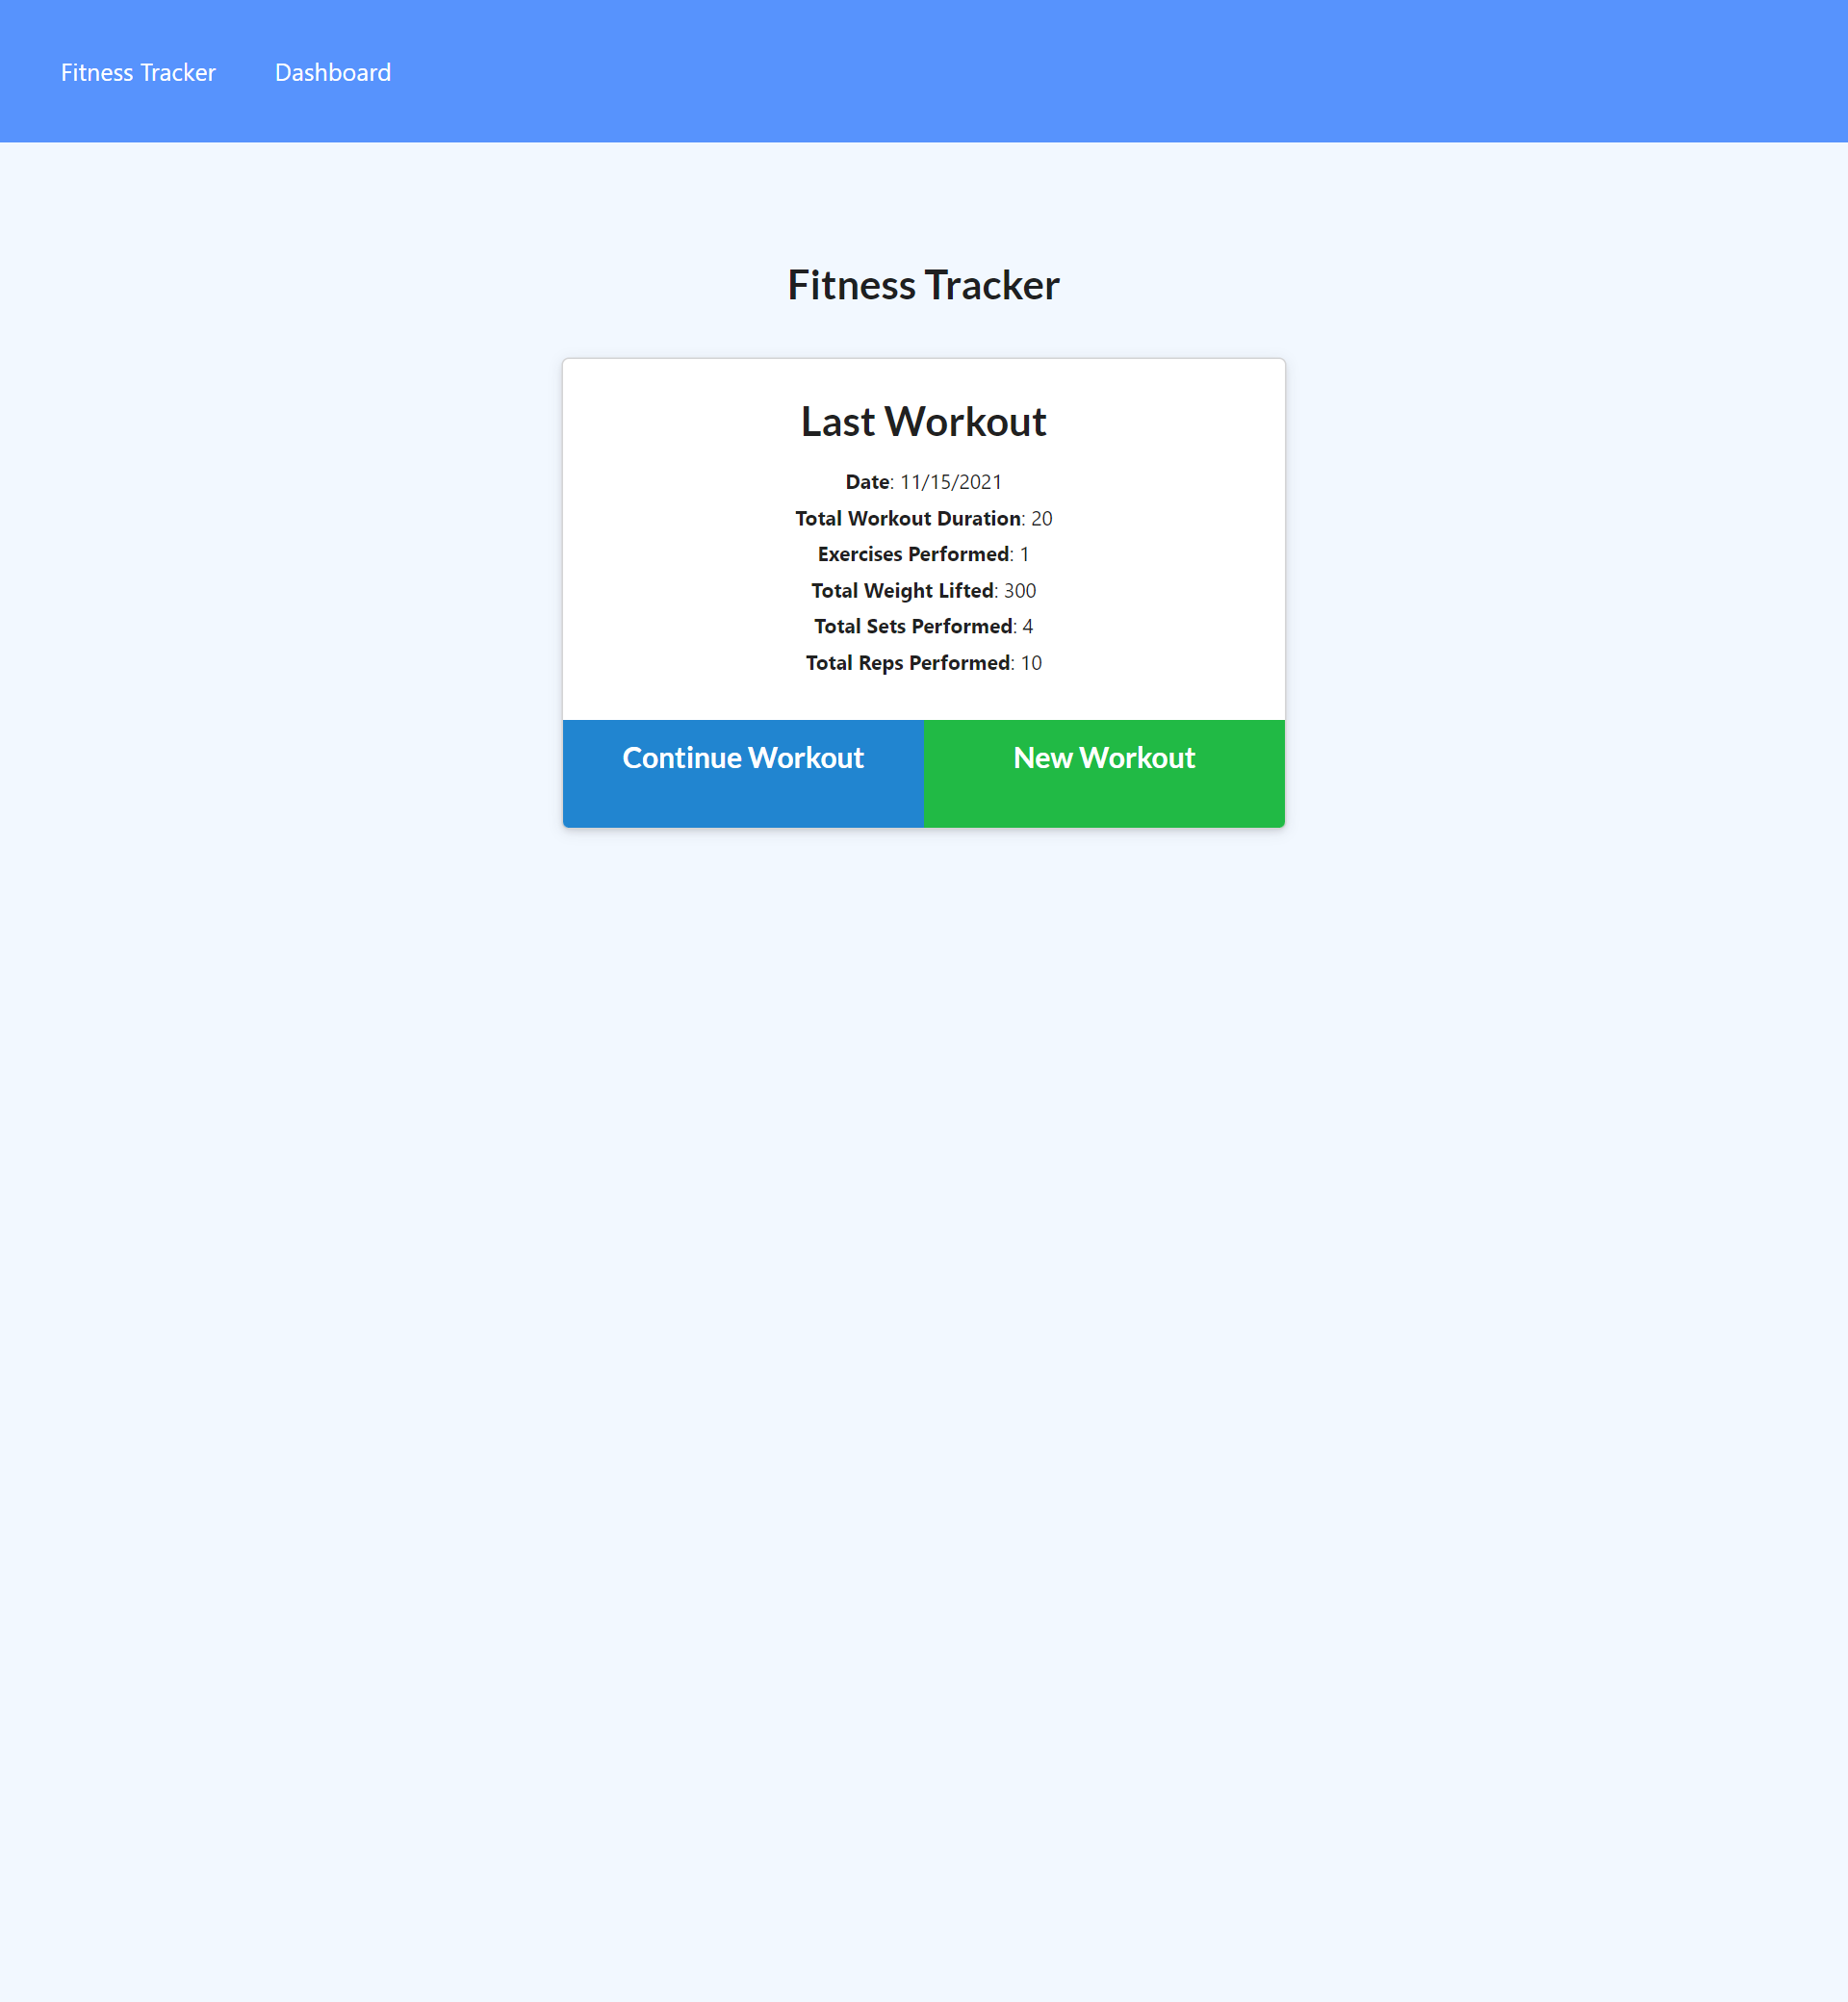 Fitness Tracker Dashboard
Fitness Tracker
Last Workout
Date: 11/15/2021
Total Workout Duration: 20
Exercises Performed: 1
Total Weight Lifted: 300
Total Sets Performed: 4
Total Reps Performed: 10
Continue Workout New Workout